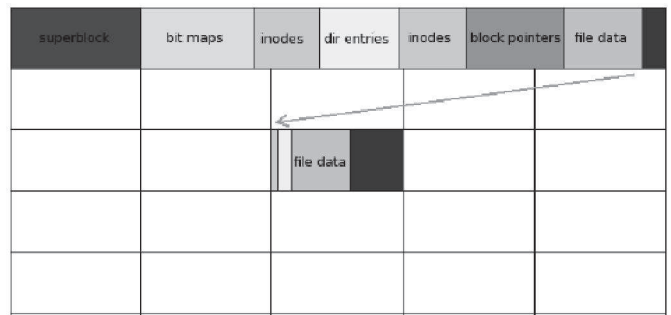 superblock bit maps inodes dir entries inodes block pointers file data
file data